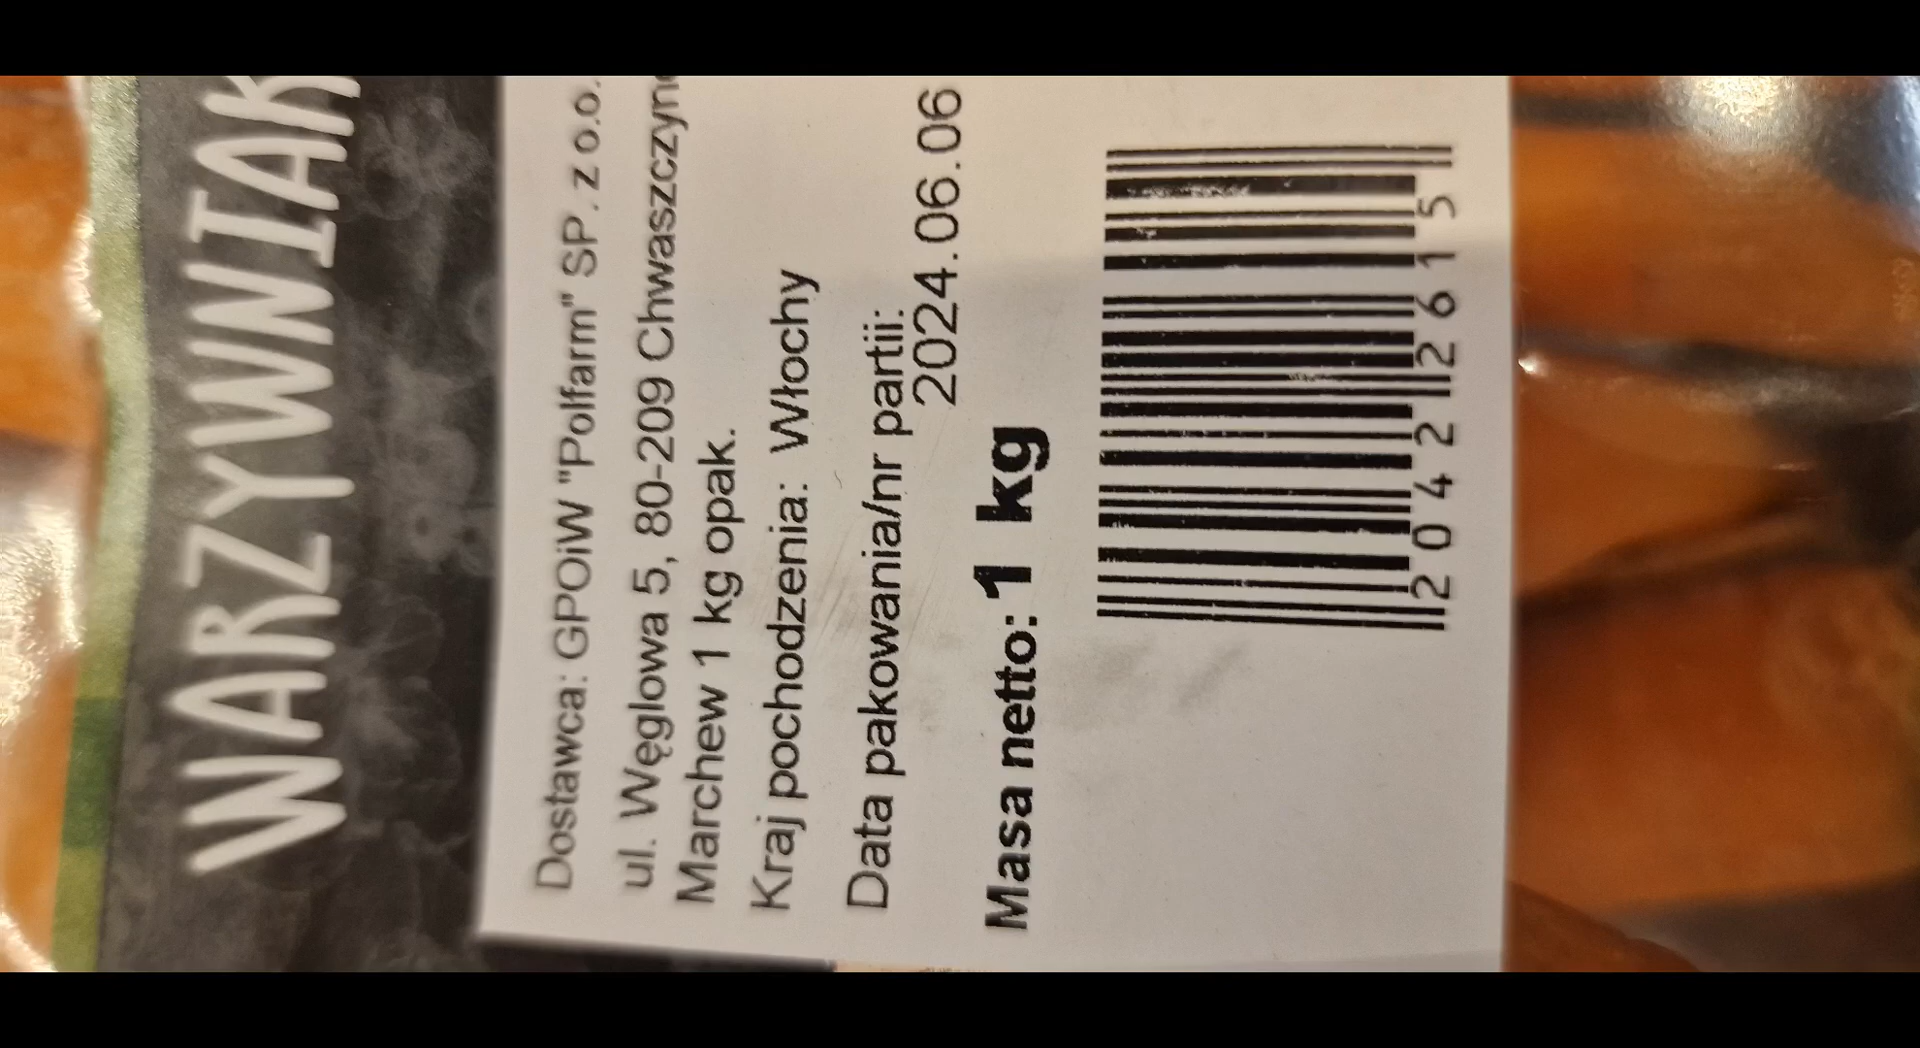 WARZYWNIAK
Dostawca: GPOiW "Polfarm" SP. z o.o.
ul. Węglowa 5, 80-209 Chwaszczyno
Marchew 1 kg opak.
Kraj pochodzenia: Włochy
Data pakowania/nr partii:
2024.06.06
Masa netto: 1 kg
20422615